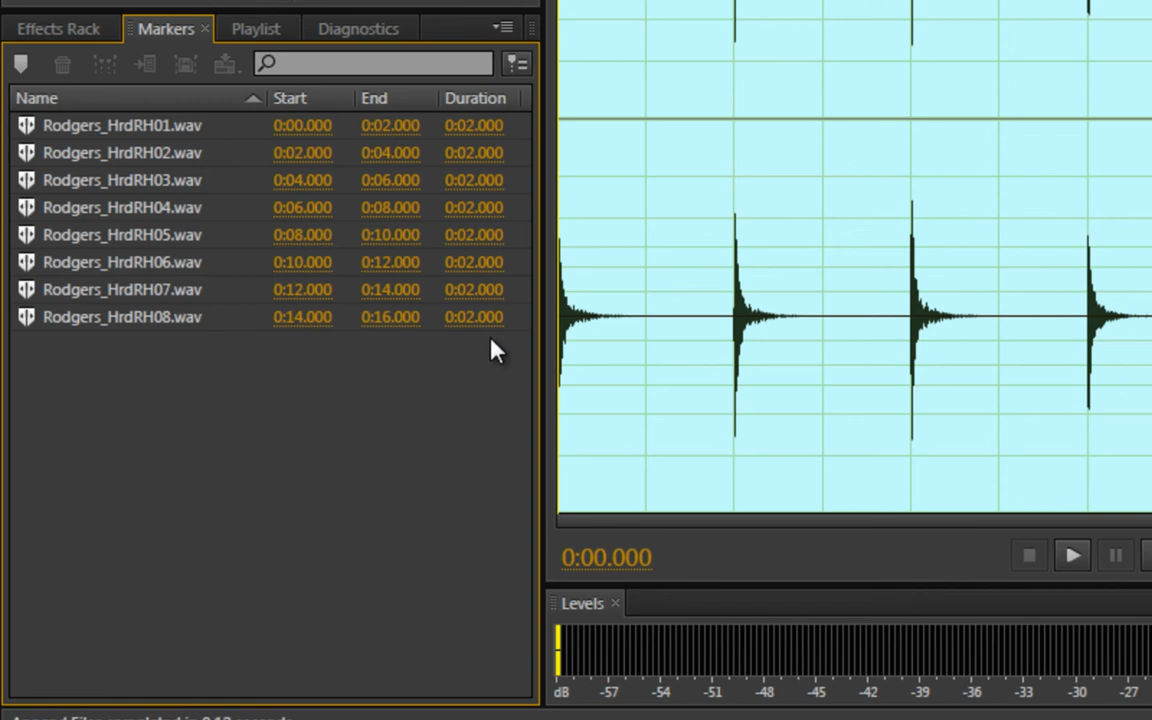 Effects Rack Markers × Playlist Diagnostics
Name Start End Duration
Rodgers_HrdRH01.wav 0:00.000 0:02.000 0:02.000
Rodgers_HrdRH02.wav 0:02.000 0:04.000 0:02.000
Rodgers_HrdRH03.wav 0:04.000 0:06.000 0:02.000
Rodgers_HrdRH04.wav 0:06.000 0:08.000 0:02.000
Rodgers_HrdRH05.wav 0:08.000 0:10.000 0:02.000
Rodgers_HrdRH06.wav 0:10.000 0:12.000 0:02.000
Rodgers_HrdRH07.wav 0:12.000 0:14.000 0:02.000
Rodgers_HrdRH08.wav 0:14.000 0:16.000 0:02.000
0:00.000
Levels ×
dB -57 -54 -51 -48 -45 -42 -39 -36 -33 -30 -27